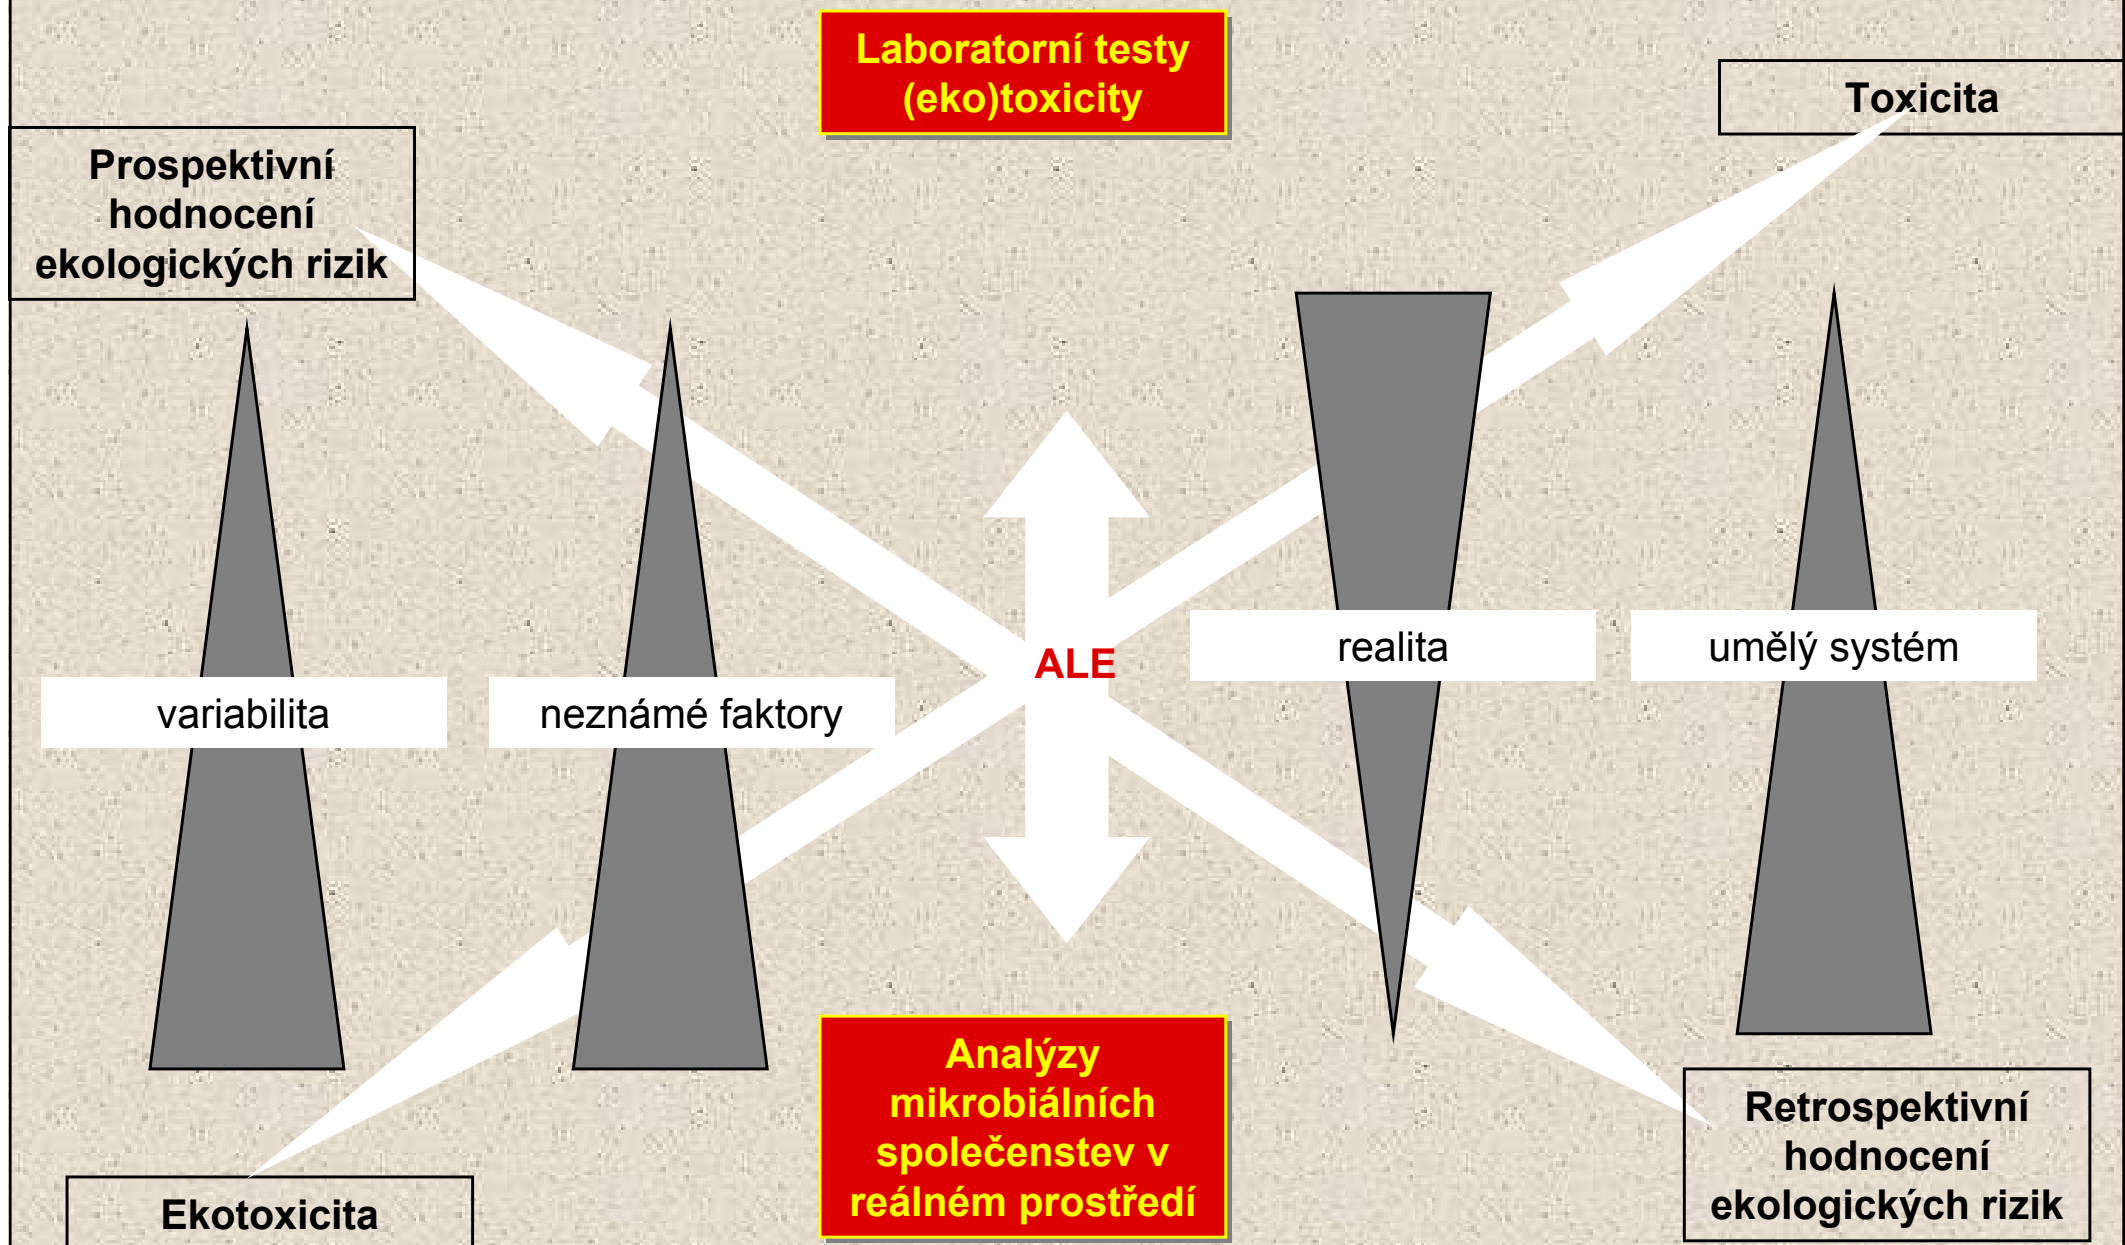 Laboratorní testy
(eko)toxicity
Toxicita
Prospektivní
hodnocení
ekologických rizik
ALE
realita
umělý systém
variabilita
neznámé faktory
Analýzy
mikrobiálních
společenstev v
reálném prostředí
Retrospektivní
hodnocení
ekologických rizik
Ekotoxicita